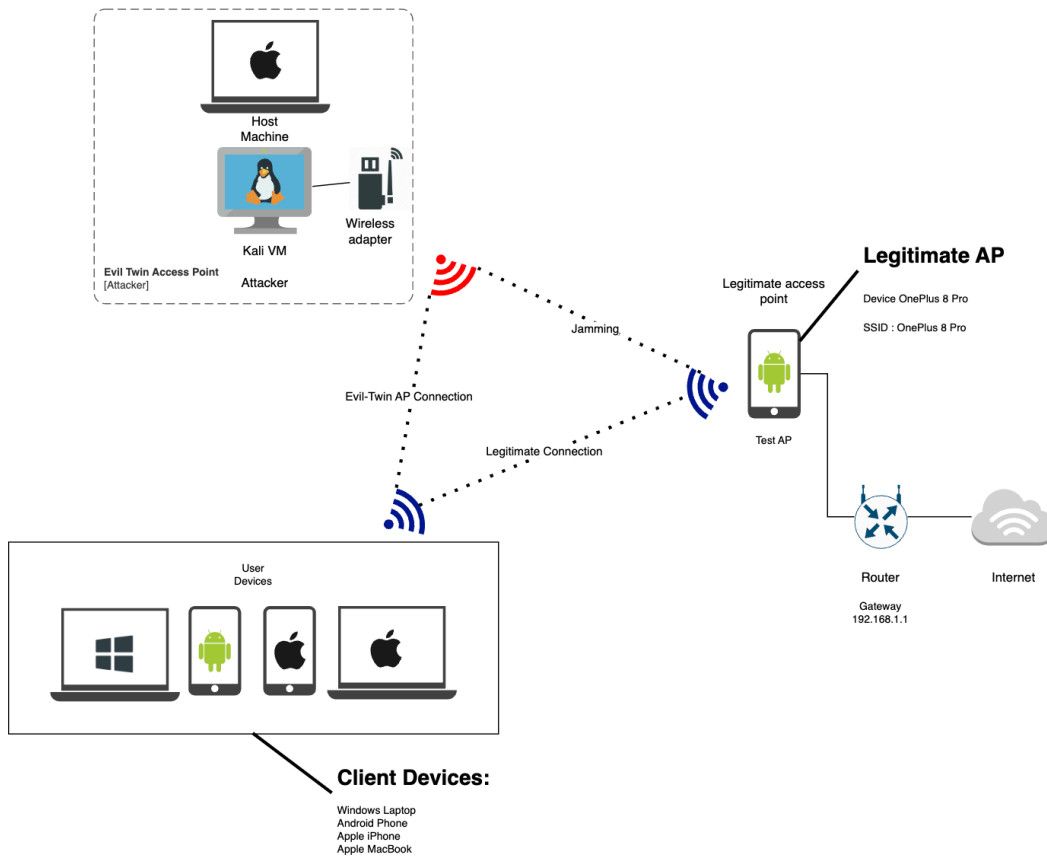 Host
Machine
Kali VM
Wireless
adapter
Evil Twin Access Point
[Attacker]
Attacker
Legitimate AP
Legitimate access
point
Device OnePlus 8 Pro
SSID : OnePlus 8 Pro
Jamming
Evil-Twin AP Connection
Test AP
Legitimate Connection
User
Devices
Router
Internet
Gateway
192.168.1.1
Client Devices:
Windows Laptop
Android Phone
Apple iPhone
Apple MacBook